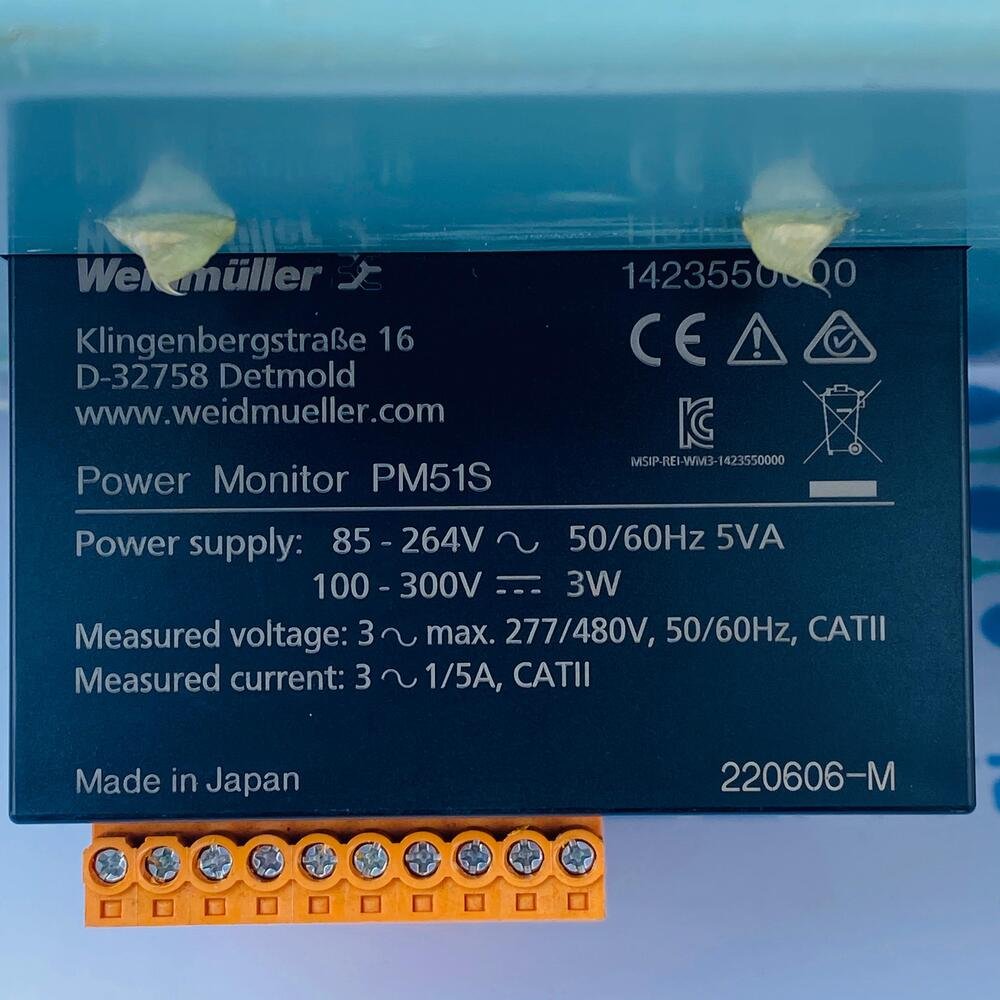 Weidmüller
1423550000
Klingenbergstraße 16
D-32758 Detmold
www.weidmueller.com
CE
KC
MSIP-REI-WM3-1423550000
Power Monitor PM51S
Power supply: 85 - 264V ~ 50/60Hz 5VA
100 - 300V ⎓ 3W
Measured voltage: 3 ~ max. 277/480V, 50/60Hz, CATII
Measured current: 3 ~ 1/5A, CATII
Made in Japan
220606-M